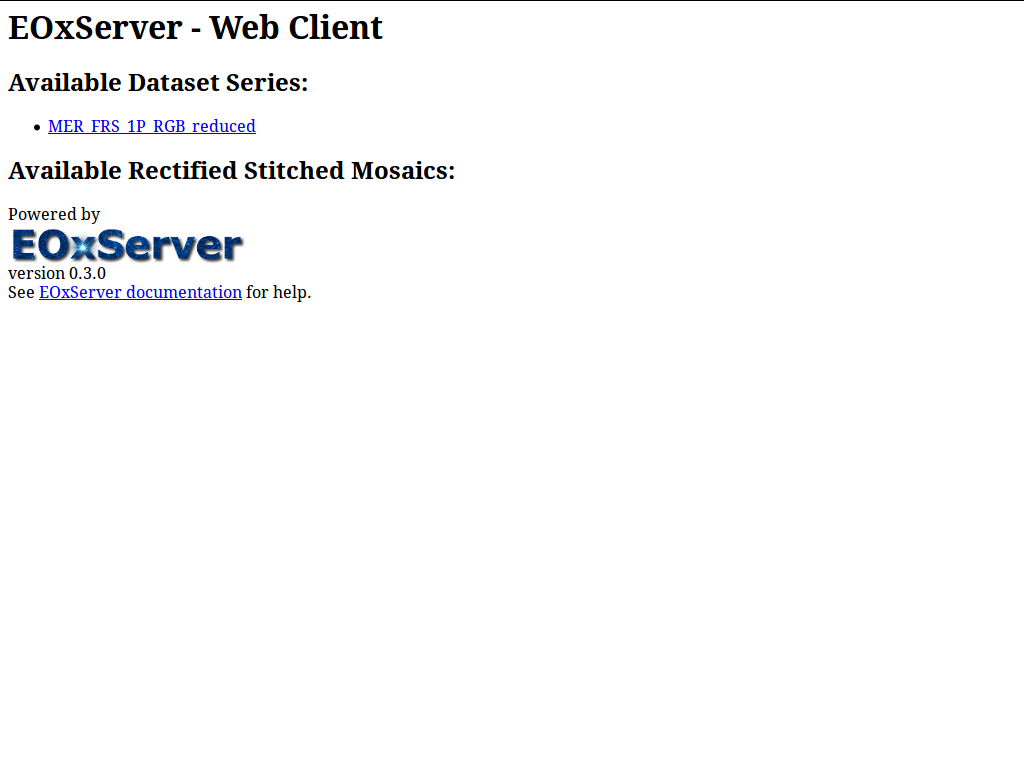 EOxServer - Web Client
Available Dataset Series:
MER_FRS_1P_RGB_reduced
Available Rectified Stitched Mosaics:
Powered by
EOxServer
version 0.3.0
See EOxServer documentation for help.